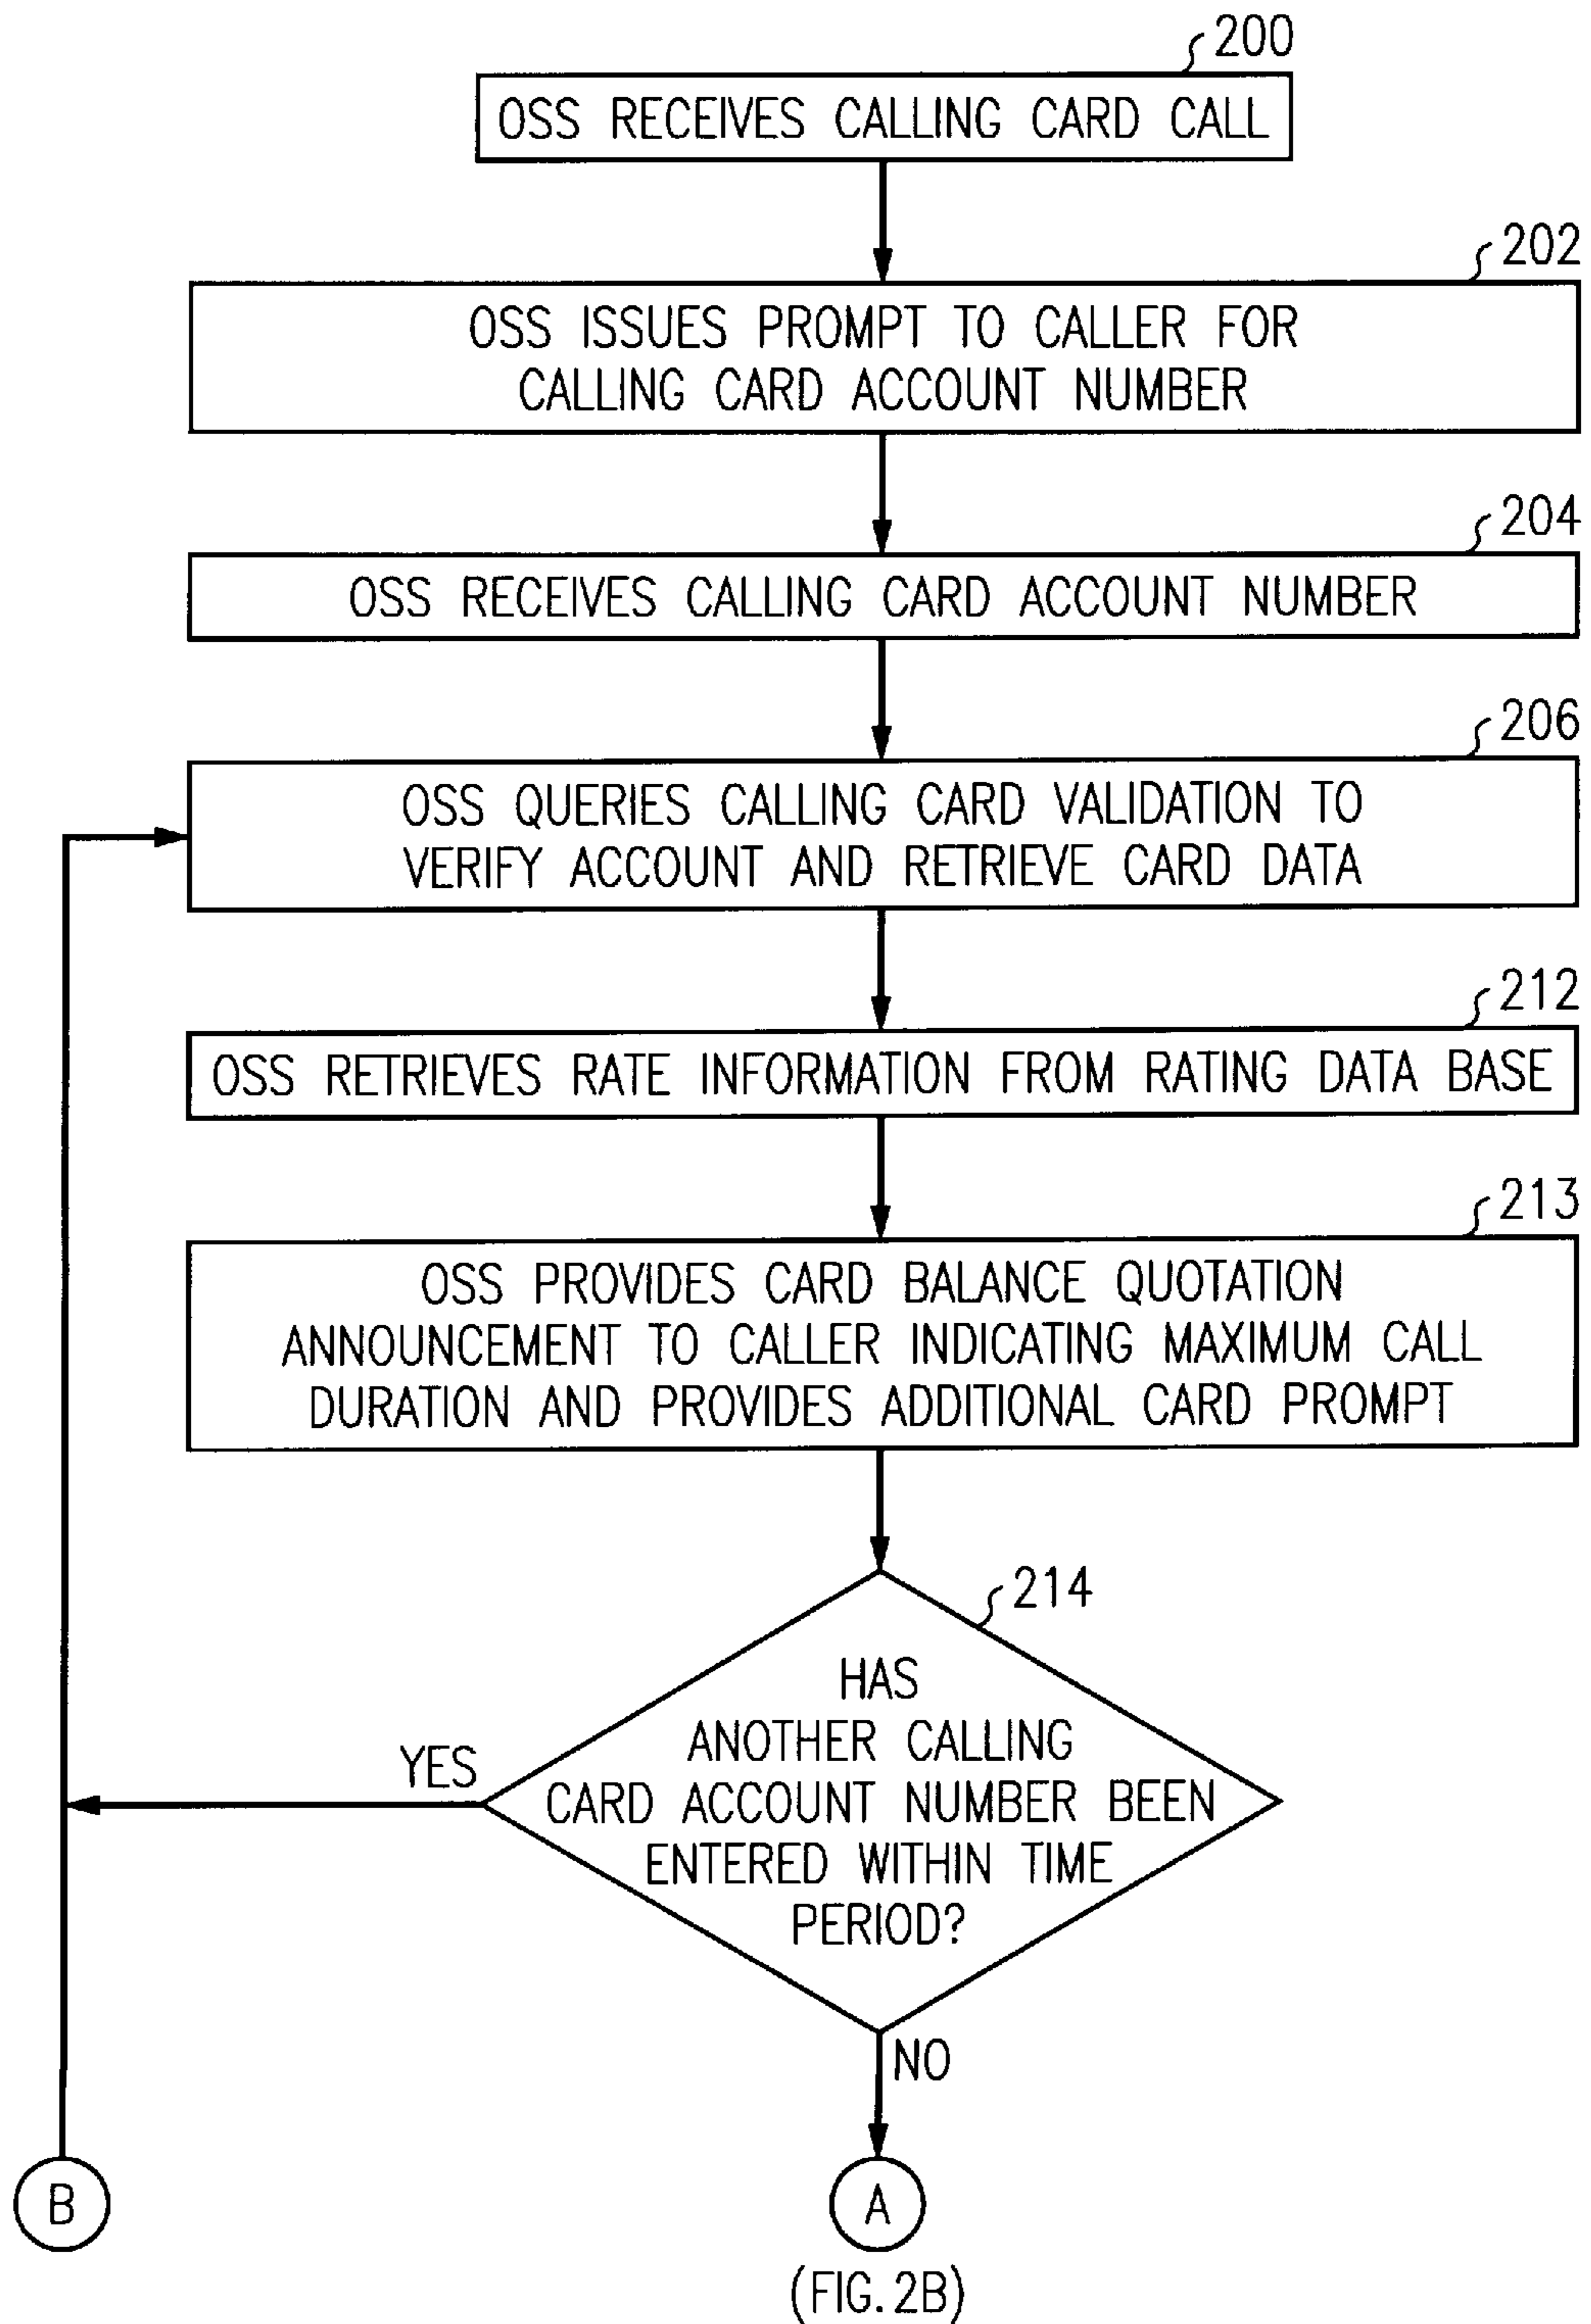 200
OSS RECEIVES CALLING CARD CALL
202
OSS ISSUES PROMPT TO CALLER FOR
CALLING CARD ACCOUNT NUMBER
204
OSS RECEIVES CALLING CARD ACCOUNT NUMBER
206
OSS QUERIES CALLING CARD VALIDATION TO
VERIFY ACCOUNT AND RETRIEVE CARD DATA
212
OSS RETRIEVES RATE INFORMATION FROM RATING DATA BASE
213
OSS PROVIDES CARD BALANCE QUOTATION
ANNOUNCEMENT TO CALLER INDICATING MAXIMUM CALL
DURATION AND PROVIDES ADDITIONAL CARD PROMPT
214
HAS
ANOTHER CALLING
CARD ACCOUNT NUMBER BEEN
ENTERED WITHIN TIME
PERIOD?
YES
NO
B
A
(FIG. 2B)